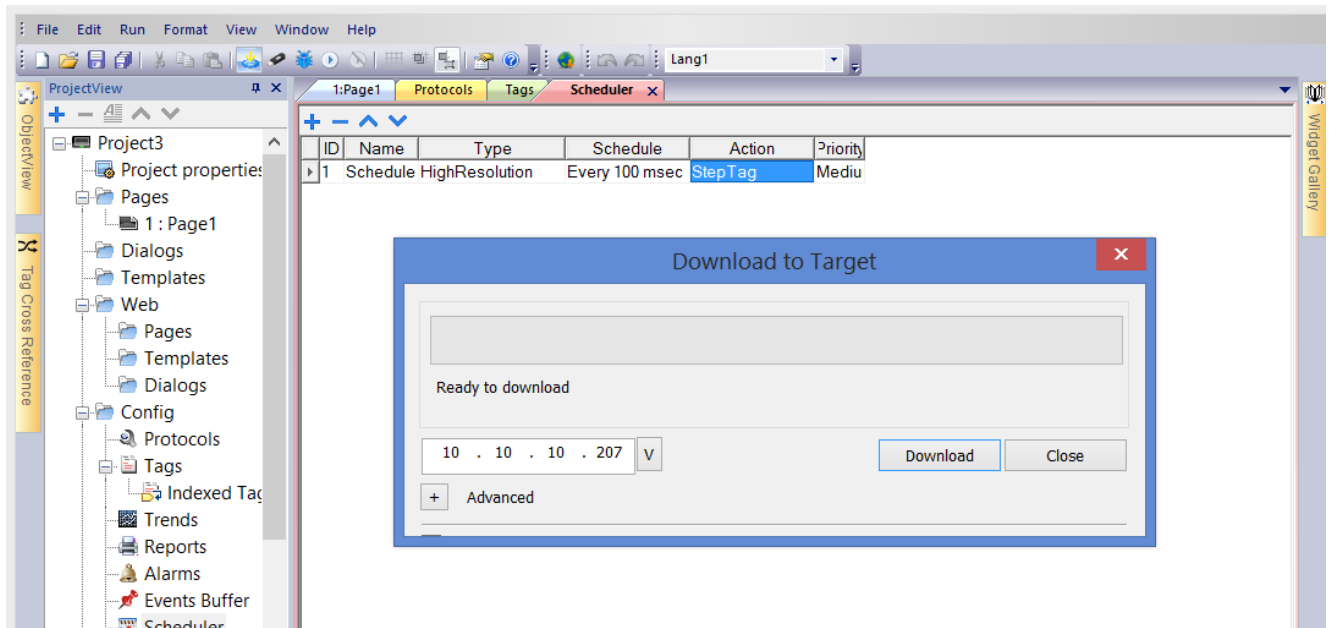 File Edit Run Format View Window Help
Lang1
ProjectView
1:Page1 Protocols Tags Scheduler
ObjectView
Tag Cross Reference
Widget Gallery
Project3
Project properties
Pages
1 : Page1
Dialogs
Templates
Web
Pages
Templates
Dialogs
Config
Protocols
Tags
Indexed Tag
Trends
Reports
Alarms
Events Buffer
Scheduler
ID Name Type Schedule Action Priority
1 Schedule HighResolution Every 100 msec StepTag Mediu
Download to Target
Ready to download
10 . 10 . 10 . 207 V
Download Close
+ Advanced